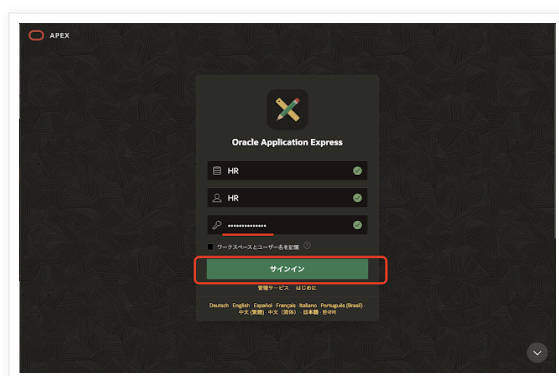 APEX
Oracle Application Express
HR
HR
ワークスペースとユーザー名を記憶
サインイン
管理サービス はじめに
Deutsch English Español Français Italiano Português (Brasil)
中文 (繁體) 中文 (简体) 日本語 한국어